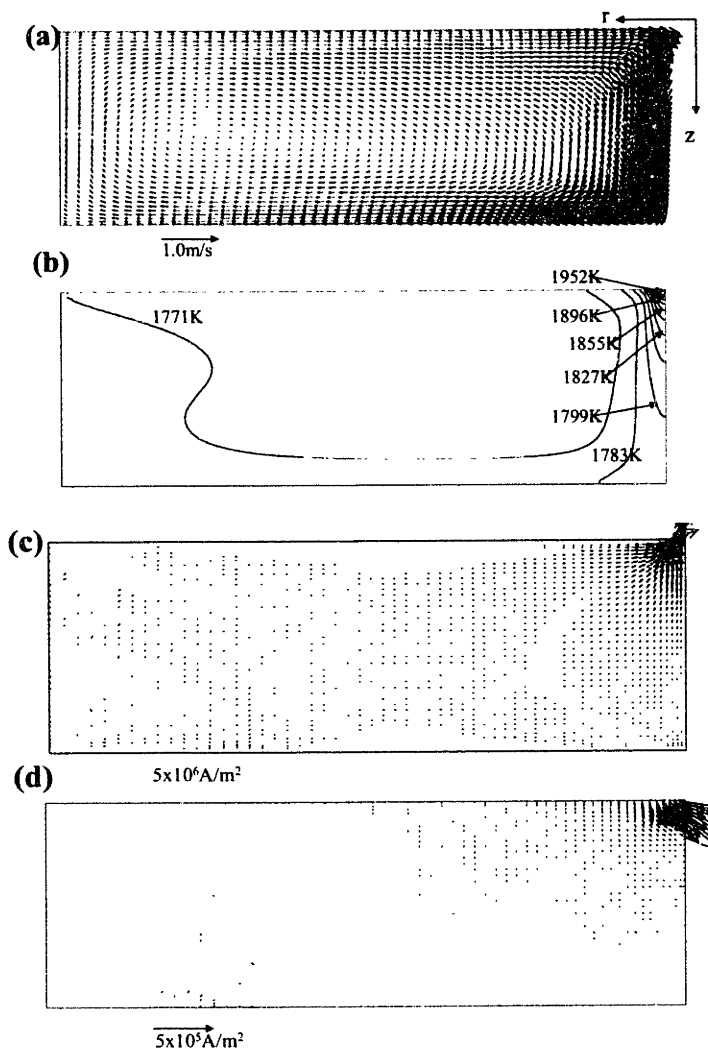 (a)
r
z
1.0m/s
(b)
1952K
1771K
1896K
1855K
1827K
1799K
1783K
(c)
5x10⁶A/m²
(d)
5x10⁵A/m²